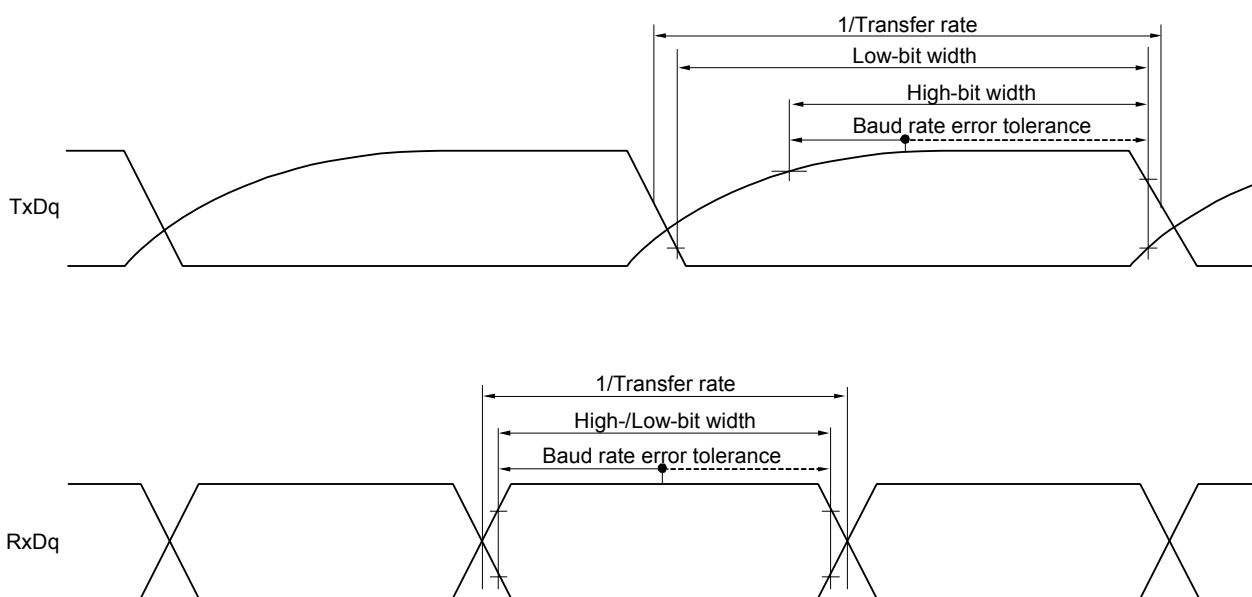 1/Transfer rate
Low-bit width
High-bit width
Baud rate error tolerance
TxDq
1/Transfer rate
High-/Low-bit width
Baud rate error tolerance
RxDq